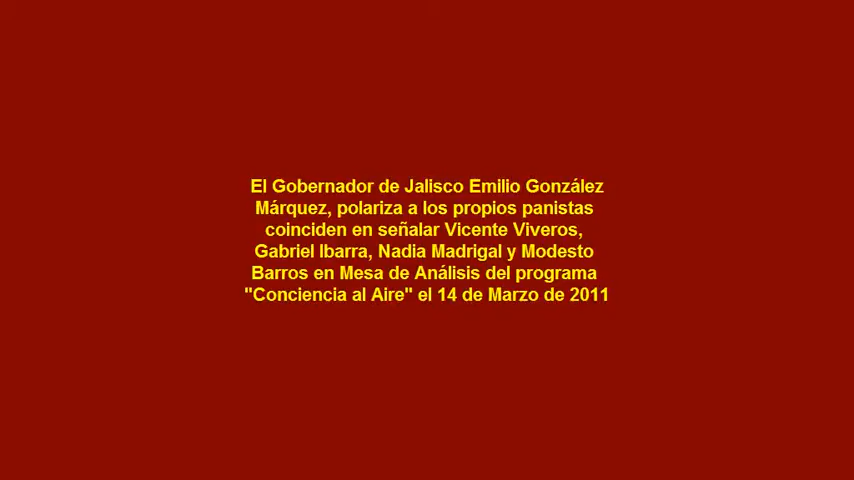 El Gobernador de Jalisco Emilio González
Márquez, polariza a los propios panistas
coinciden en señalar Vicente Viveros,
Gabriel Ibarra, Nadia Madrigal y Modesto
Barros en Mesa de Análisis del programa
"Conciencia al Aire" el 14 de Marzo de 2011